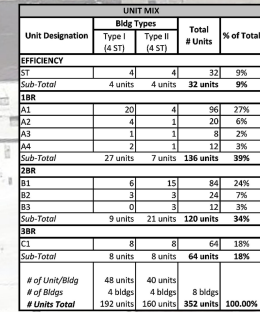 UNIT MIX
Unit Designation Bldg Types Total # Units % of Total
Type I (4 ST) Type II (4 ST)
EFFICIENCY
ST 4 4 32 9%
Sub-Total 4 units 4 units 32 units 9%
1BR
A1 20 4 96 27%
A2 4 1 20 6%
A3 1 1 8 2%
A4 2 1 12 3%
Sub-Total 27 units 7 units 136 units 39%
2BR
B1 6 15 84 24%
B2 3 3 24 7%
B3 0 3 12 3%
Sub-Total 9 units 21 units 120 units 34%
3BR
C1 8 8 64 18%
Sub-Total 8 units 8 units 64 units 18%
# of Unit/Bldg 48 units 40 units
# of Bldgs 4 bldgs 4 bldgs 8 bldgs
# Units Total 192 units 160 units 352 units 100.00%